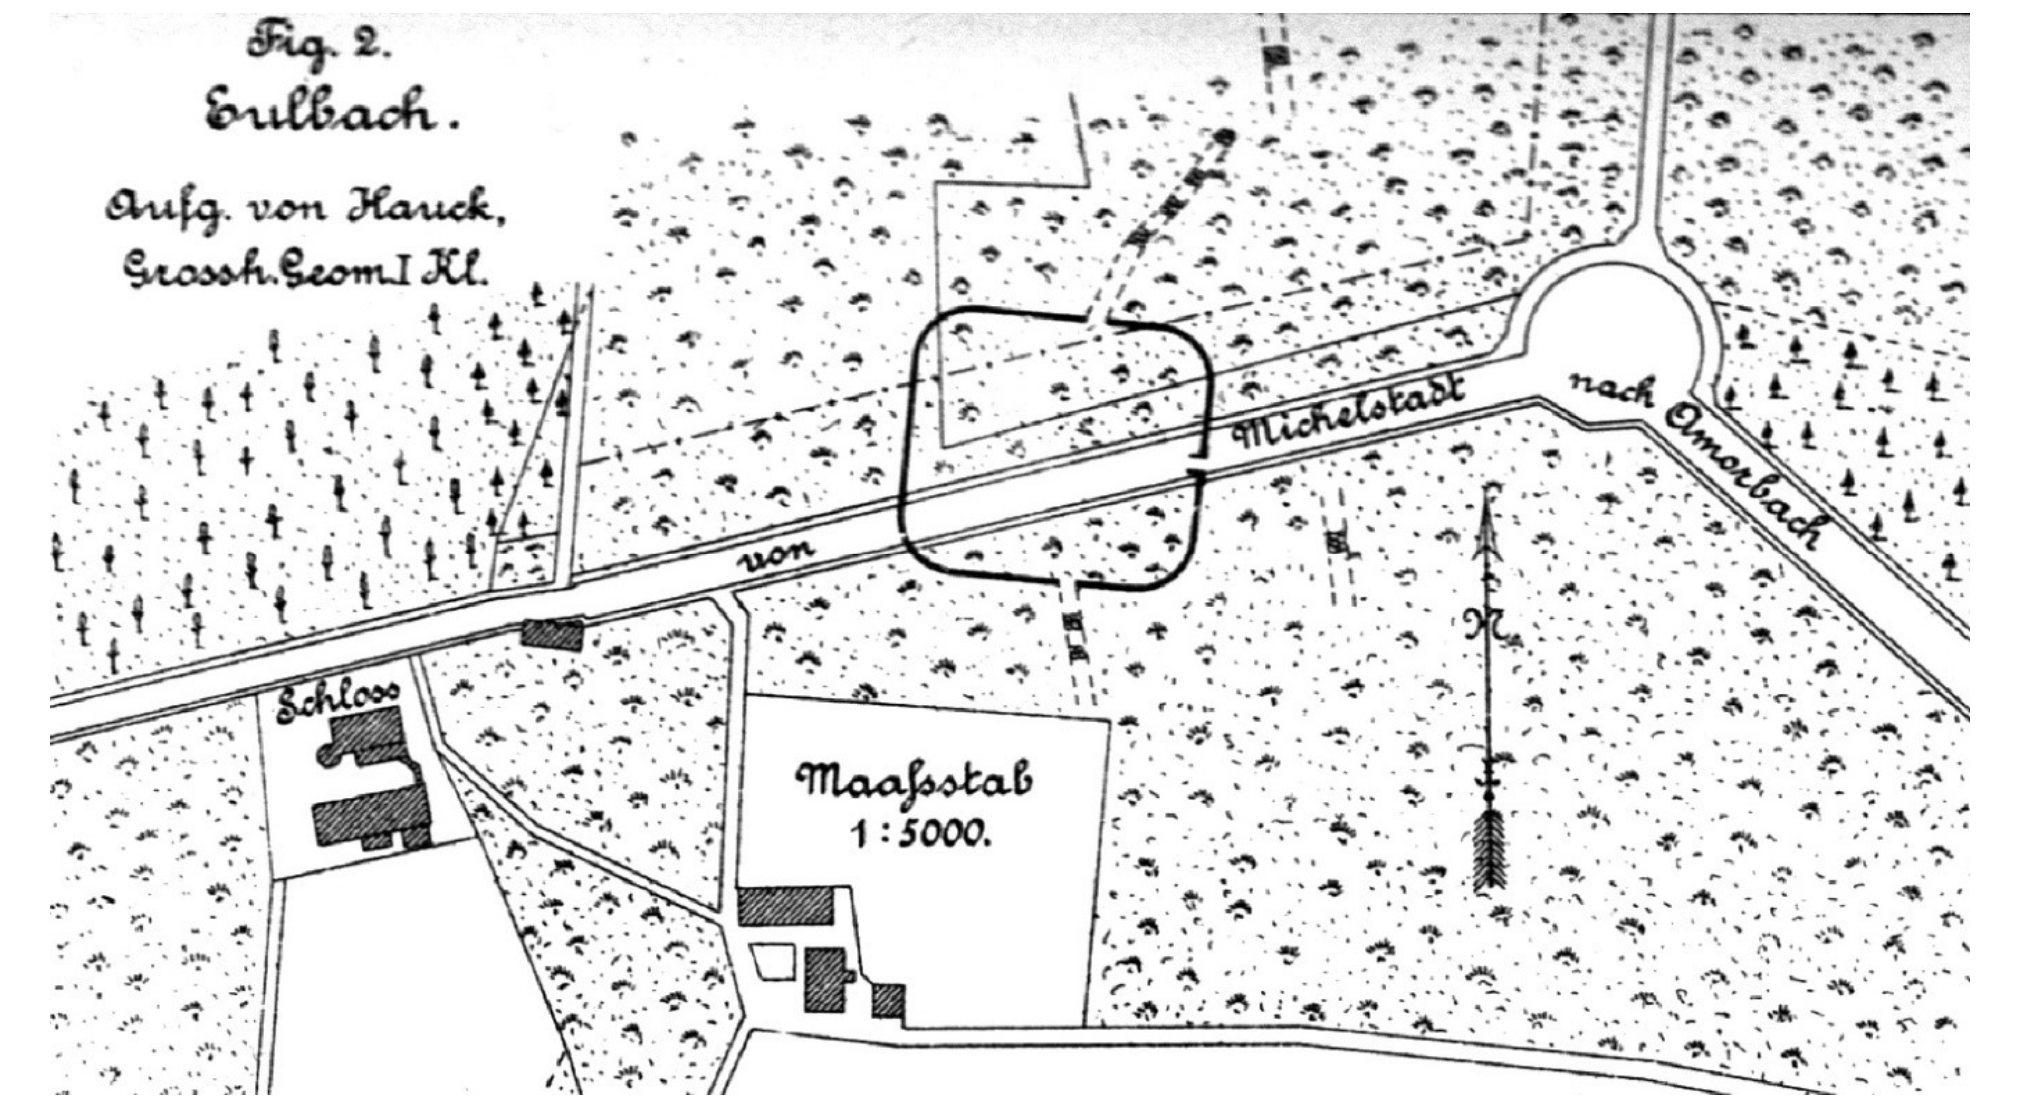 Fig. 2.
Eulbach.
Aufg. von Hauck,
Grossh. Geom. I Kl.
von Michelstadt nach Amorbach
N
Schloss
Maaſsstab
1 : 5000.